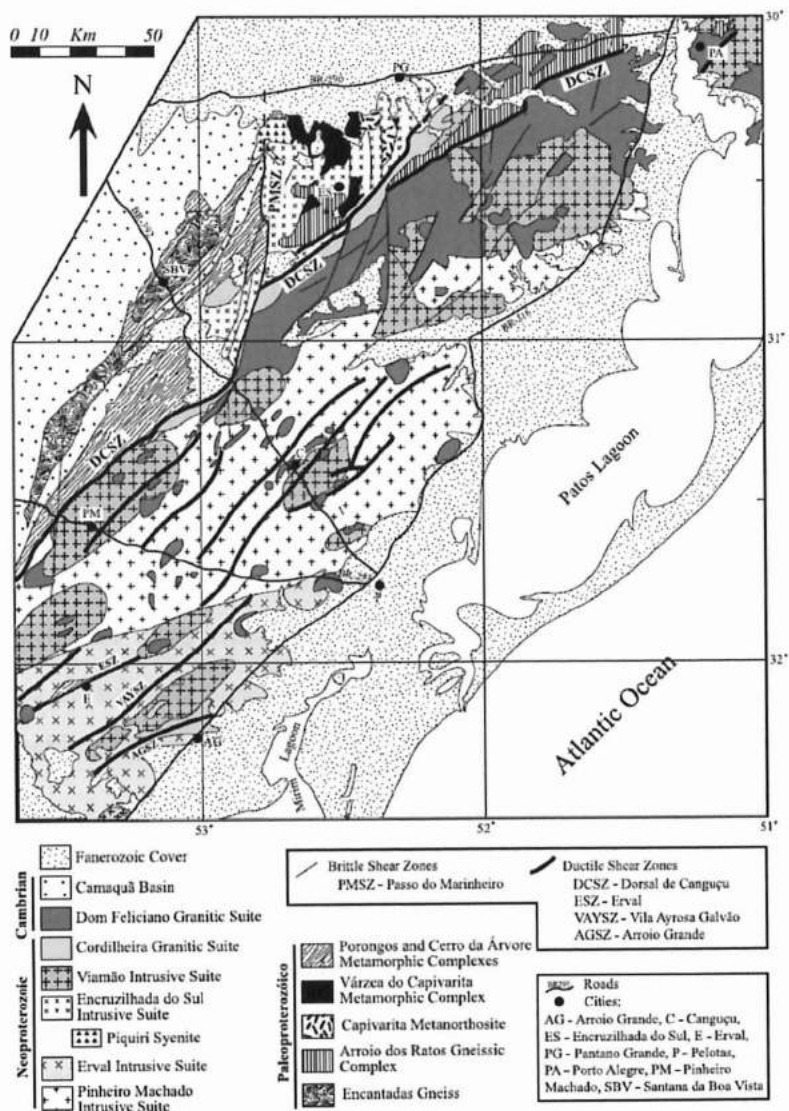 0 10 Km 50
30°
PG
PA
BR-290
DCSZ
N
PMSZ
ES
SBV
DCSZ
BR-116
31°
DCSZ
C
Patos Lagoon
PM
P
32°
ESZ
E
VAYSZ
Atlantic Ocean
AGSZ
AG
Mirim Lagoon
53° 52° 51°
Fanerozoic Cover
Cambrian
Camaquã Basin
Dom Feliciano Granitic Suite
Neoproterozoic
Cordilheira Granitic Suite
Viamão Intrusive Suite
Encruzilhada do Sul
Intrusive Suite
Piquiri Syenite
Erval Intrusive Suite
Pinheiro Machado
Intrusive Suite
Brittle Shear Zones
PMSZ - Passo do Marinheiro
Ductile Shear Zones
DCSZ - Dorsal de Canguçu
ESZ - Erval
VAYSZ - Vila Ayrosa Galvão
AGSZ - Arroio Grande
Paleoproterozóico
Porongos and Cerro da Árvore
Metamorphic Complexes
Várzea do Capivarita
Metamorphic Complex
Capivarita Metanorthosite
Arroio dos Ratos Gneissic
Complex
Encantadas Gneiss
Roads
Cities:
AG - Arroio Grande, C - Canguçu,
ES - Encruzilhada do Sul, E - Erval,
PG - Pantano Grande, P - Pelotas,
PA - Porto Alegre, PM - Pinheiro
Machado, SBV - Santana da Boa Vista